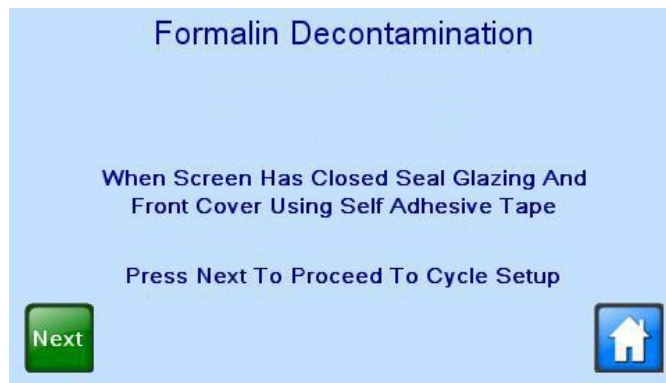 Formalin Decontamination
When Screen Has Closed Seal Glazing And
Front Cover Using Self Adhesive Tape
Press Next To Proceed To Cycle Setup
Next